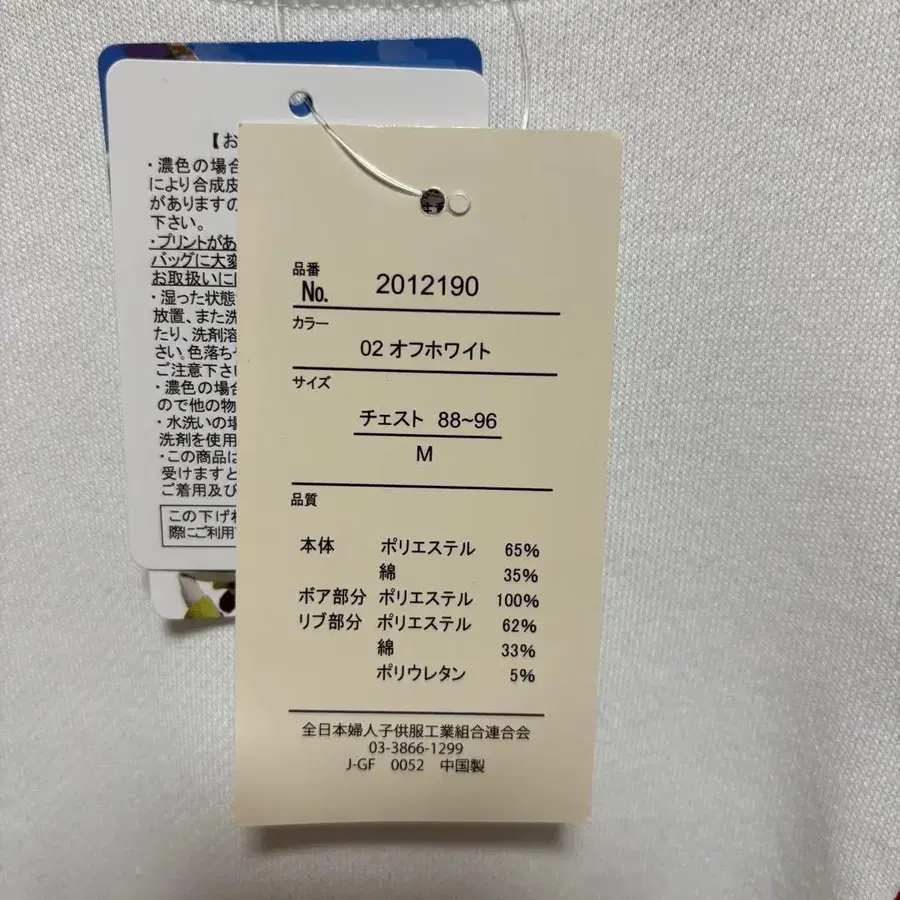 品番
No. 2012190
カラー
02 オフホワイト
サイズ
チェスト 88~96
M
品質
本体 ポリエステル 65%
綿 35%
ボア部分 ポリエステル 100%
リブ部分 ポリエステル 62%
綿 33%
ポリウレタン 5%
全日本婦人子供服工業組合連合会
03-3866-1299
J-GF 0052 中国製
【お
・濃色の場合
により合成皮
がありますの
下さい。
・プリントがあ
バッグに大変
お取扱いに
・湿った状態
放置、また洗
たり、洗剤溶
さい。色落ちや
ご注意下さい
・濃色の場合
ので他の物
・水洗いの場
洗剤を使用
・この商品は
受けますと
ご着用及び
この下げ札
際にご利用